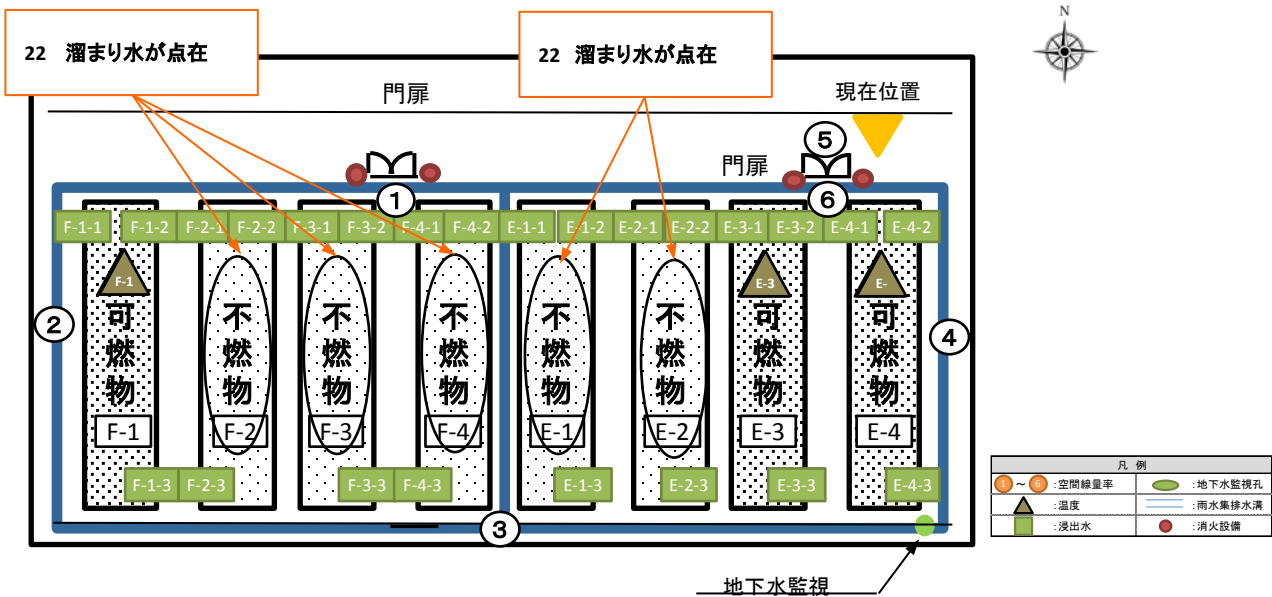 22 溜まり水が点在
22 溜まり水が点在
N
門扉
現在位置
⑤
門扉
①
⑥
F-1-1 F-1-2 F-2-1 F-2-2 F-3-1 F-3-2 F-4-1 F-4-2 E-1-1 E-1-2 E-2-1 E-2-2 E-3-1 E-3-2 E-4-1 E-4-2
F-1
E-3
E-
②
④
可燃物
不燃物
不燃物
不燃物
不燃物
不燃物
可燃物
可燃物
F-1 F-2 F-3 F-4 E-1 E-2 E-3 E-4
F-1-3 F-2-3 F-3-3 F-4-3 E-1-3 E-2-3 E-3-3 E-4-3
③
地下水監視
凡 例
1 ~ 6 :空間線量率
:地下水監視孔
:温度
:雨水集排水溝
:浸出水
:消火設備